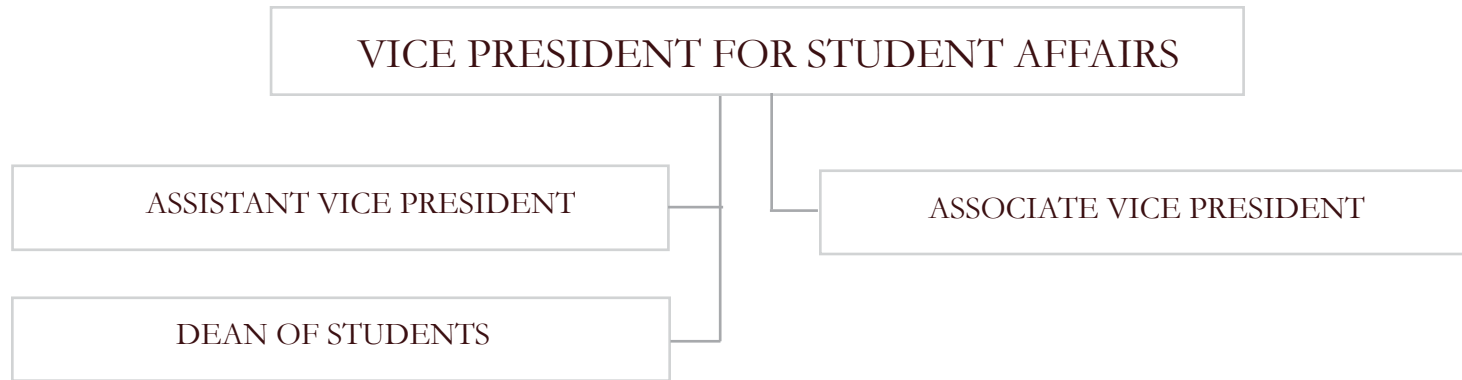 VICE PRESIDENT FOR STUDENT AFFAIRS
ASSISTANT VICE PRESIDENT
ASSOCIATE VICE PRESIDENT
DEAN OF STUDENTS